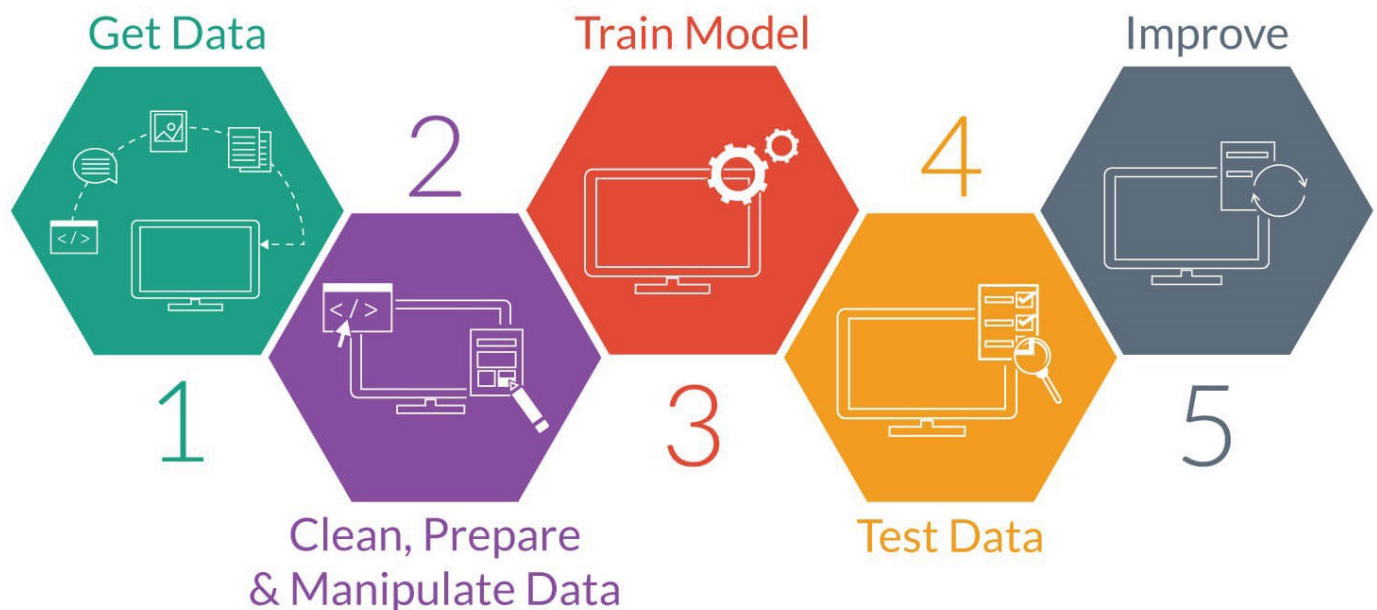 Get Data
1
2
Clean, Prepare
& Manipulate Data
</>
</>
Train Model
3
4
Test Data
Improve
5